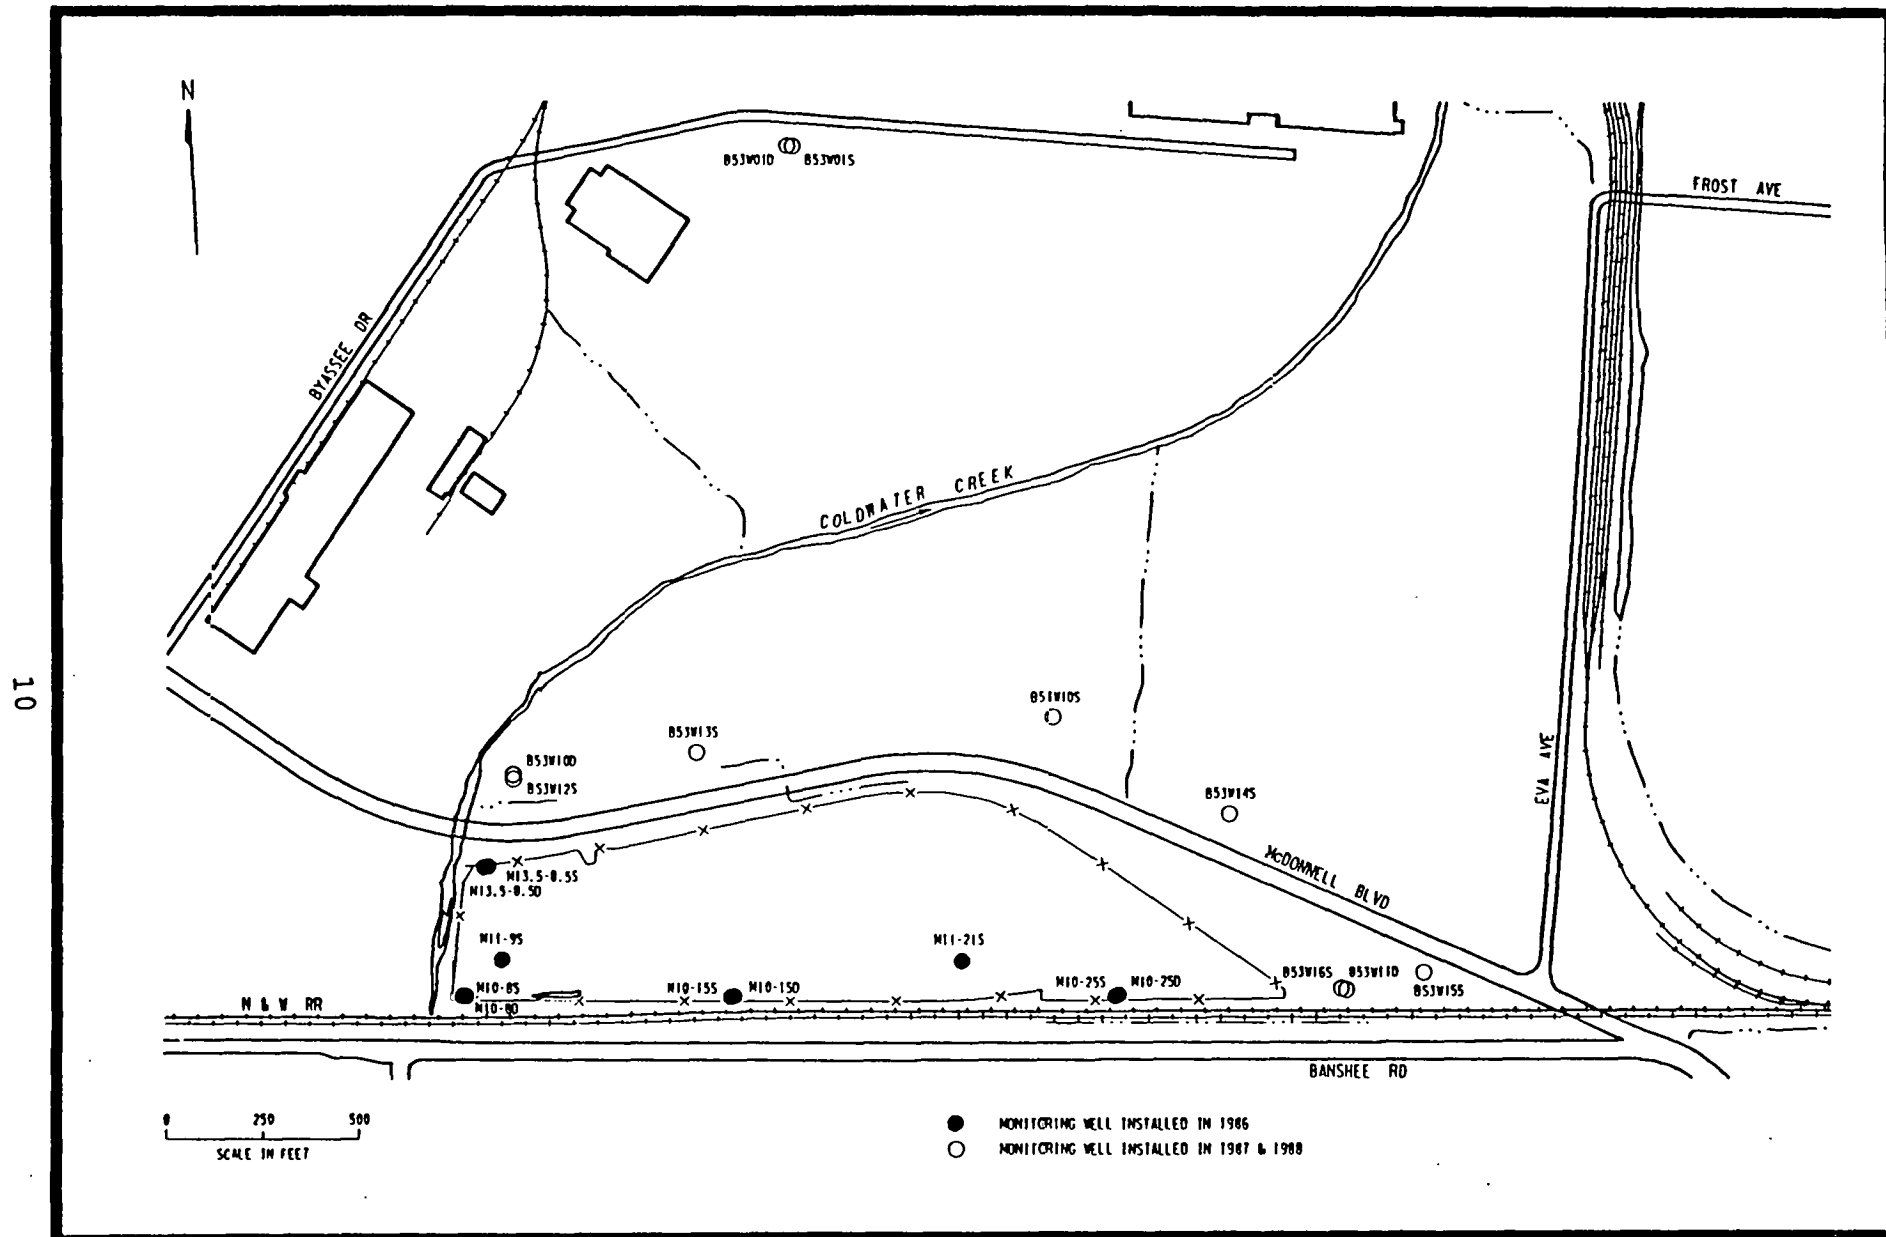 N
B53W01D B53W01S
FROST AVE
BYASSEE DR
COLDWATER CREEK
10
B53W10S
B53W13S
B53W10D
B53W12S
EVA AVE
B53W14S
McDONNELL BLVD
M13.5-8.5S
M13.5-8.5D
M11-9S
M11-21S
B53W16S B53W11D
B53W15S
M10-8S
M10-15S M10-15D
M10-25S M10-25D
M10-8D
N & W RR
BANSHEE RD
0 250 500
SCALE IN FEET
MONITORING WELL INSTALLED IN 1986
MONITORING WELL INSTALLED IN 1987 & 1988